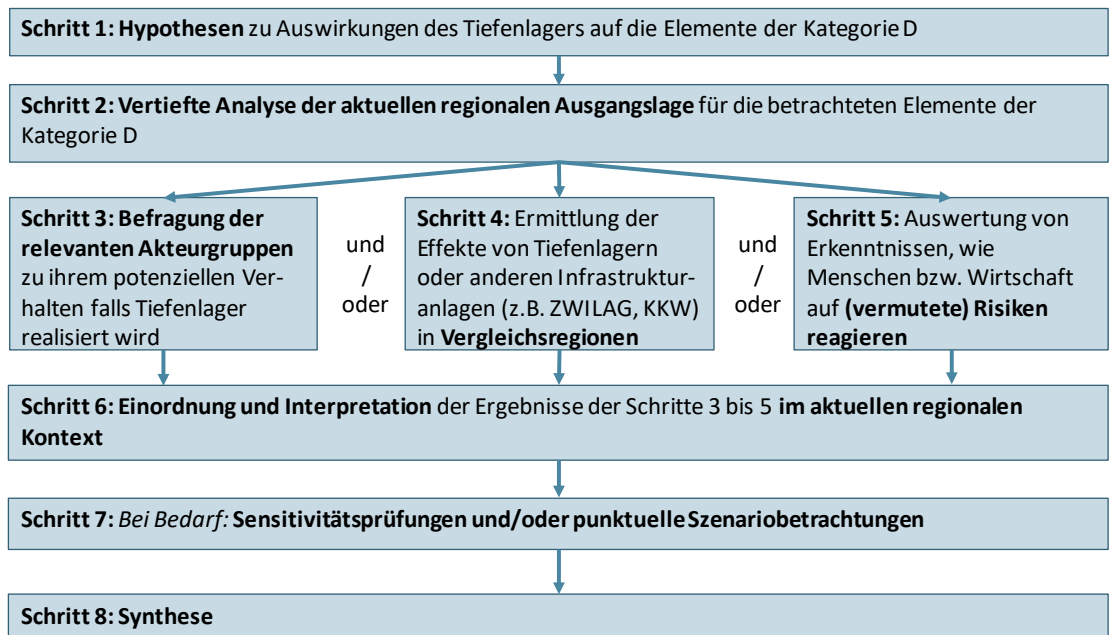 Schritt 1: Hypothesen zu Auswirkungen des Tiefenlagers auf die Elemente der Kategorie D
Schritt 2: Vertiefte Analyse der aktuellen regionalen Ausgangslage für die betrachteten Elemente der
Kategorie D
Schritt 3: Befragung der
relevanten Akteurgruppen
zu ihrem potenziellen Ver-
halten falls Tiefenlager
realisiert wird
und
/
oder
Schritt 4: Ermittlung der
Effekte von Tiefenlagern
oder anderen Infrastruktur-
anlagen (z.B. ZWILAG, KKW)
in Vergleichsregionen
und
/
oder
Schritt 5: Auswertung von
Erkenntnissen, wie
Menschen bzw. Wirtschaft
auf (vermutete) Risiken
reagieren
Schritt 6: Einordnung und Interpretation der Ergebnisse der Schritte 3 bis 5 im aktuellen regionalen
Kontext
Schritt 7: Bei Bedarf: Sensitivitätsprüfungen und/oder punktuelle Szenariobetrachtungen
Schritt 8: Synthese